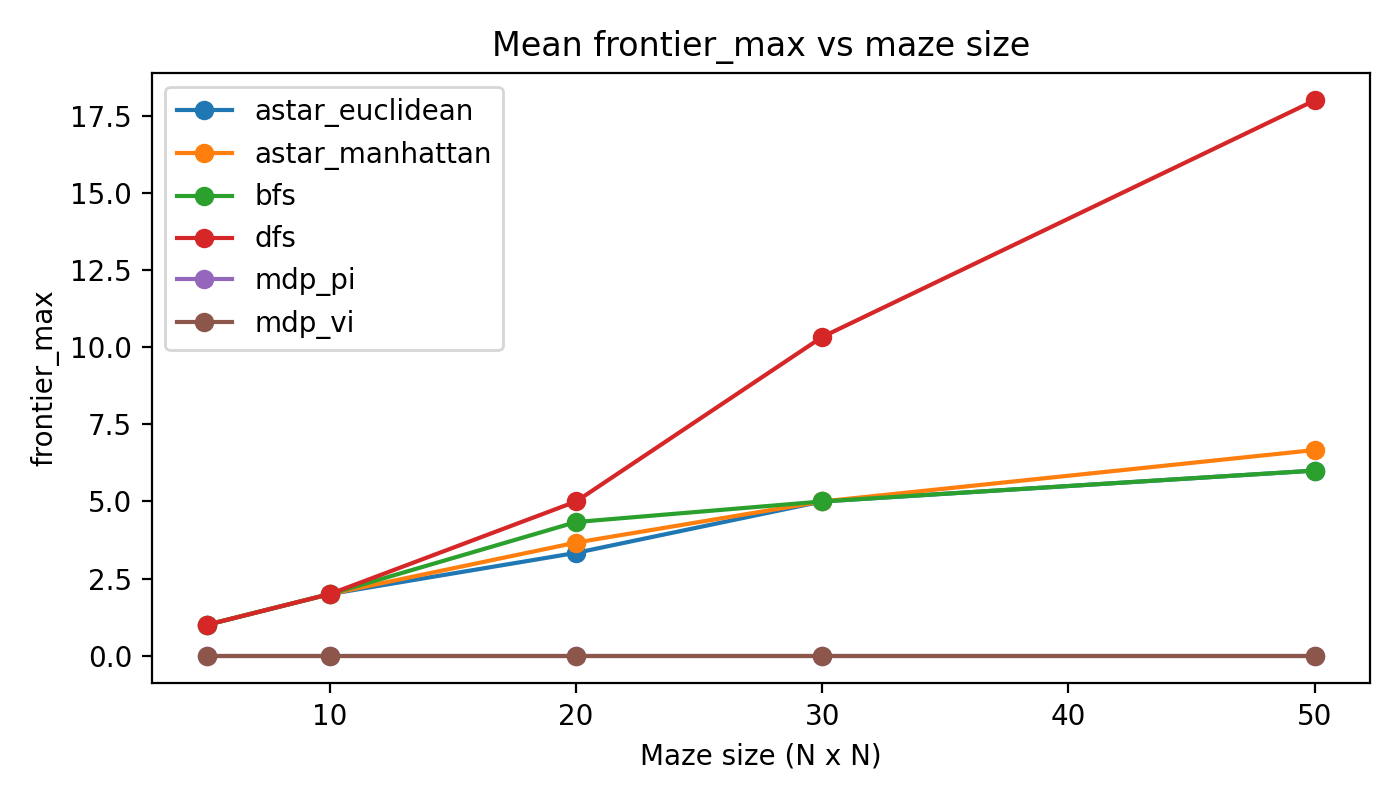 Mean frontier_max vs maze size
astar_euclidean
astar_manhattan
bfs
dfs
mdp_pi
mdp_vi
frontier_max
17.5
15.0
12.5
10.0
7.5
5.0
2.5
0.0
10
20
30
40
50
Maze size (N x N)